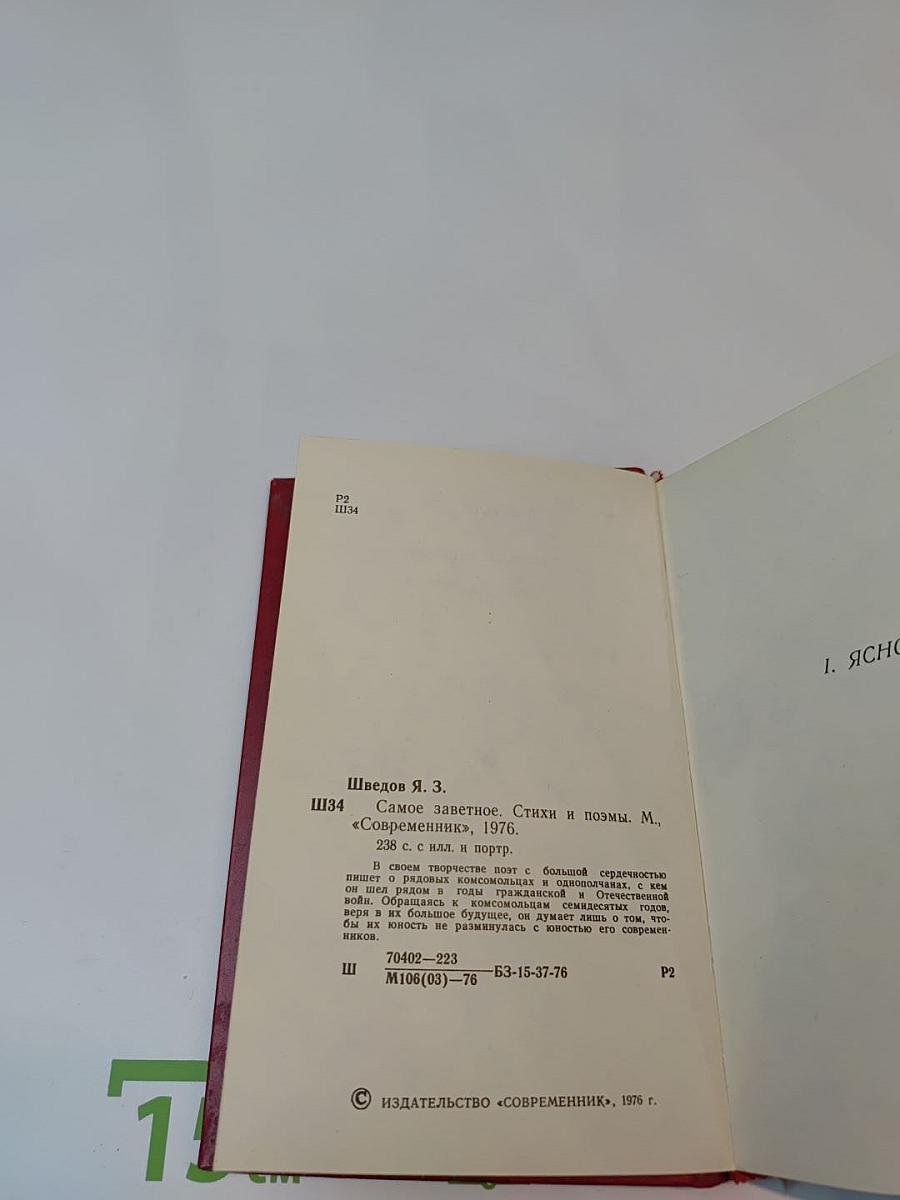 Р2
Ш34
Шведов Я. З.
Ш34 Самое заветное. Стихи и поэмы. М.,
«Современник», 1976.
238 с. с илл. и портр.
В своем творчестве поэт с большой сердечностью
пишет о рядовых комсомольцах и однополчанах, с кем
он шел рядом в годы гражданской и Отечественной
войн. Обращаясь к комсомольцам семидесятых годов,
веря в их большое будущее, он думает лишь о том, что-
бы их юность не разминулась с юностью его современ-
ников.
Ш 70402—223
М106(03)—76 —БЗ-15-37-76 Р2
© ИЗДАТЕЛЬСТВО «СОВРЕМЕННИК», 1976 г.
I. ЯСНО
15
см